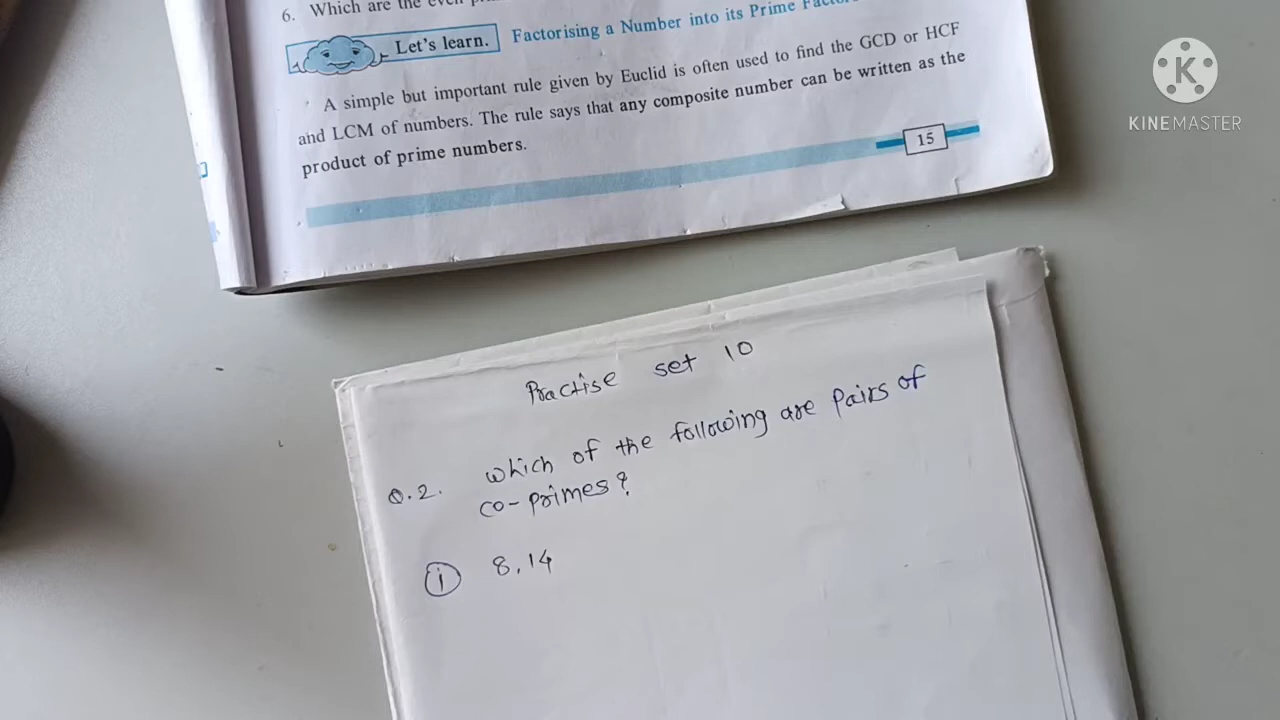 6. Which are the even
Let's learn. Factorising a Number into its Prime
A simple but important rule given by Euclid is often used to find the GCD or HCF
and LCM of numbers. The rule says that any composite number can be written as the
product of prime numbers.
15
KINEMASTER
Practise set 10
Q.2. Which of the following are pairs of
co-primes?
i 8, 14